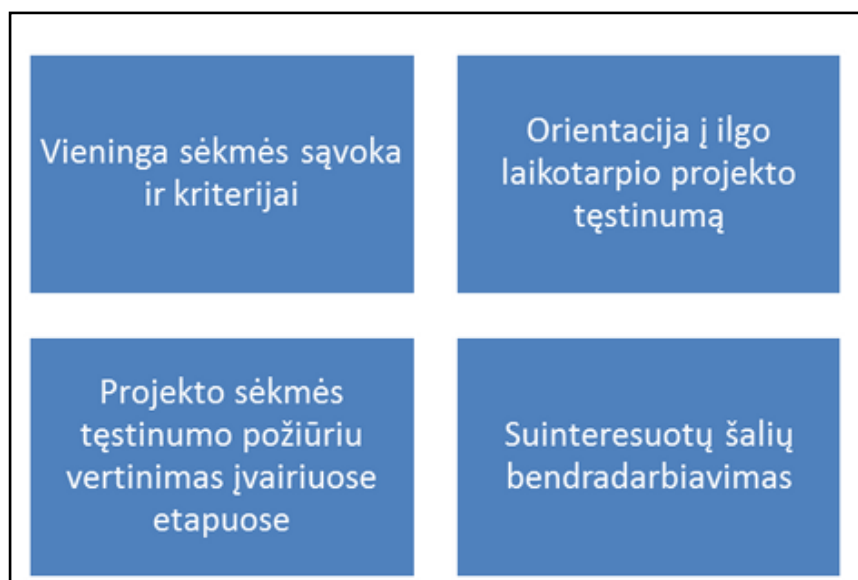 Vieninga sėkmės sąvoka
ir kriterijai
Orientacija į ilgo
laikotarpio projekto
tęstinumą
Projekto sėkmės
tęstinumo požiūriu
vertinimas įvairiuose
etapuose
Suinteresuotų šalių
bendradarbiavimas